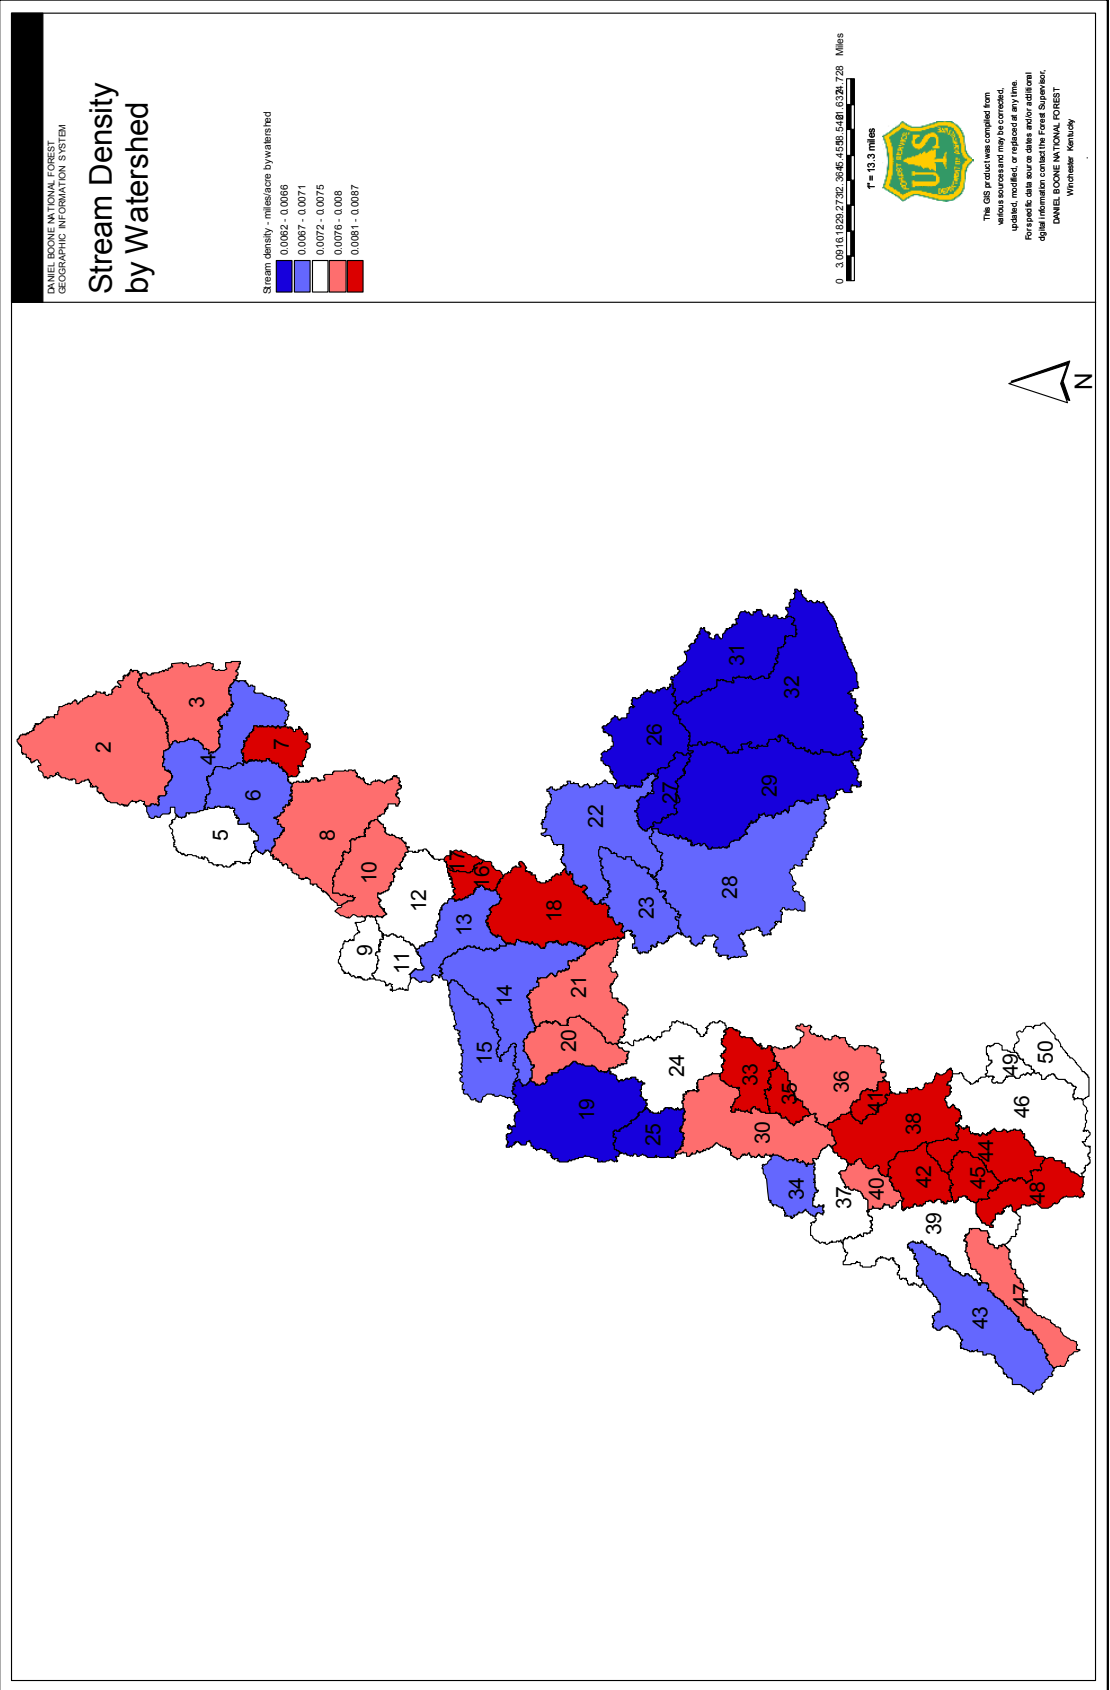 DANIEL BOONE NATIONAL FOREST
GEOGRAPHIC INFORMATION SYSTEM
Stream Density
by Watershed
Stream density - miles/acre by watershed
0.0062 - 0.0066
0.0067 - 0.0071
0.0072 - 0.0075
0.0076 - 0.008
0.0081 - 0.0087
Miles
1" = 13.3 miles
FOREST SERVICE
UAS
DEPARTMENT OF AGRICULTURE
This GIS product was compiled from
various sources and may be corrected,
updated, modified, or replaced at any time.
For specific data source dates and/or additional
digital information contact the Forest Supervisor,
DANIEL BOONE NATIONAL FOREST
Winchester Kentucky
N
2
3
4
5
6
7
8
9
10
11
12
13
14
15
16
17
18
19
20
21
22
23
24
25
26
27
28
29
30
31
32
33
34
35
36
37
38
39
40
41
42
43
44
45
46
47
48
49
50